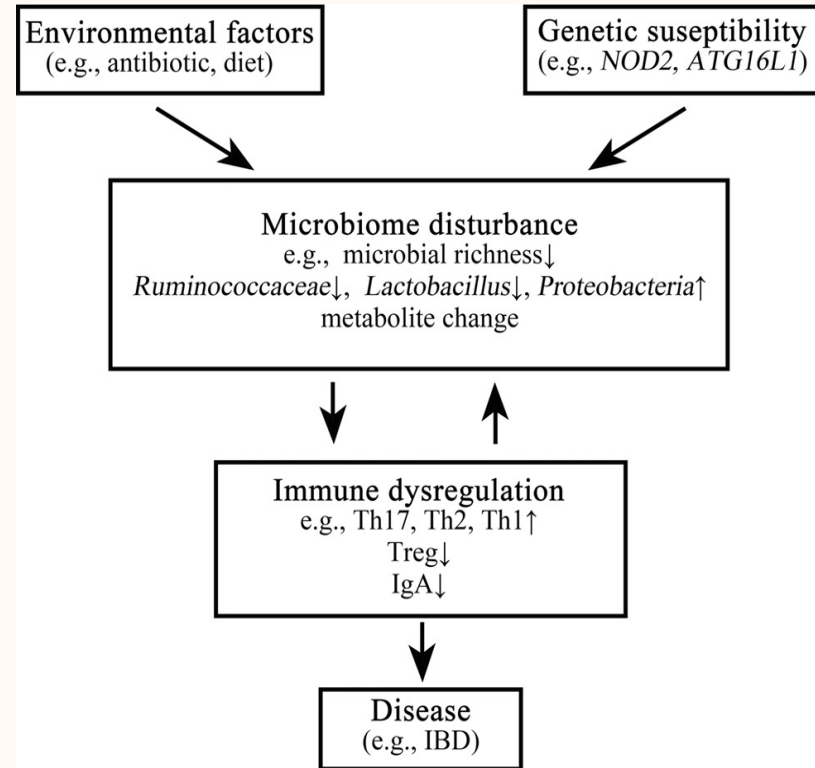 Environmental factors
(e.g., antibiotic, diet)
Genetic suseptibility
(e.g., NOD2, ATG16L1)
Microbiome disturbance
e.g., microbial richness↓
Ruminococcaceae↓, Lactobacillus↓, Proteobacteria↑
metabolite change
Immune dysregulation
e.g., Th17, Th2, Th1↑
Treg↓
IgA↓
Disease
(e.g., IBD)